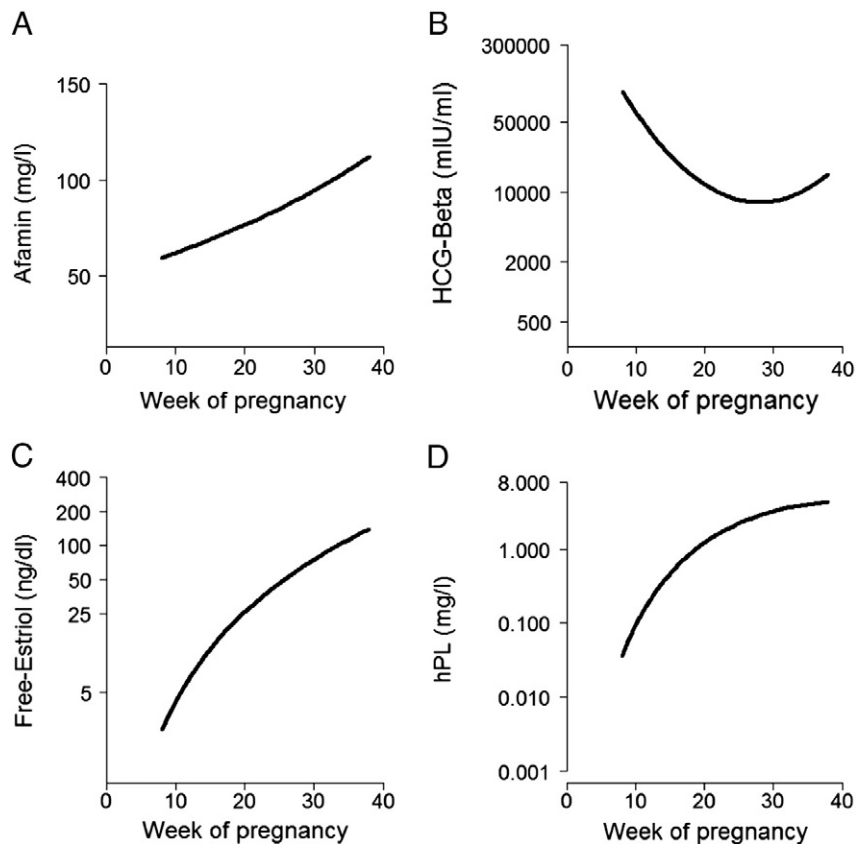 A
Afamin (mg/l)
150
100
50
0 10 20 30 40
Week of pregnancy
B
HCG-Beta (mIU/ml)
300000
50000
10000
2000
500
0 10 20 30 40
Week of pregnancy
C
Free-Estriol (ng/dl)
400
200
100
50
25
5
0 10 20 30 40
Week of pregnancy
D
hPL (mg/l)
8.000
1.000
0.100
0.010
0.001
0 10 20 30 40
Week of pregnancy